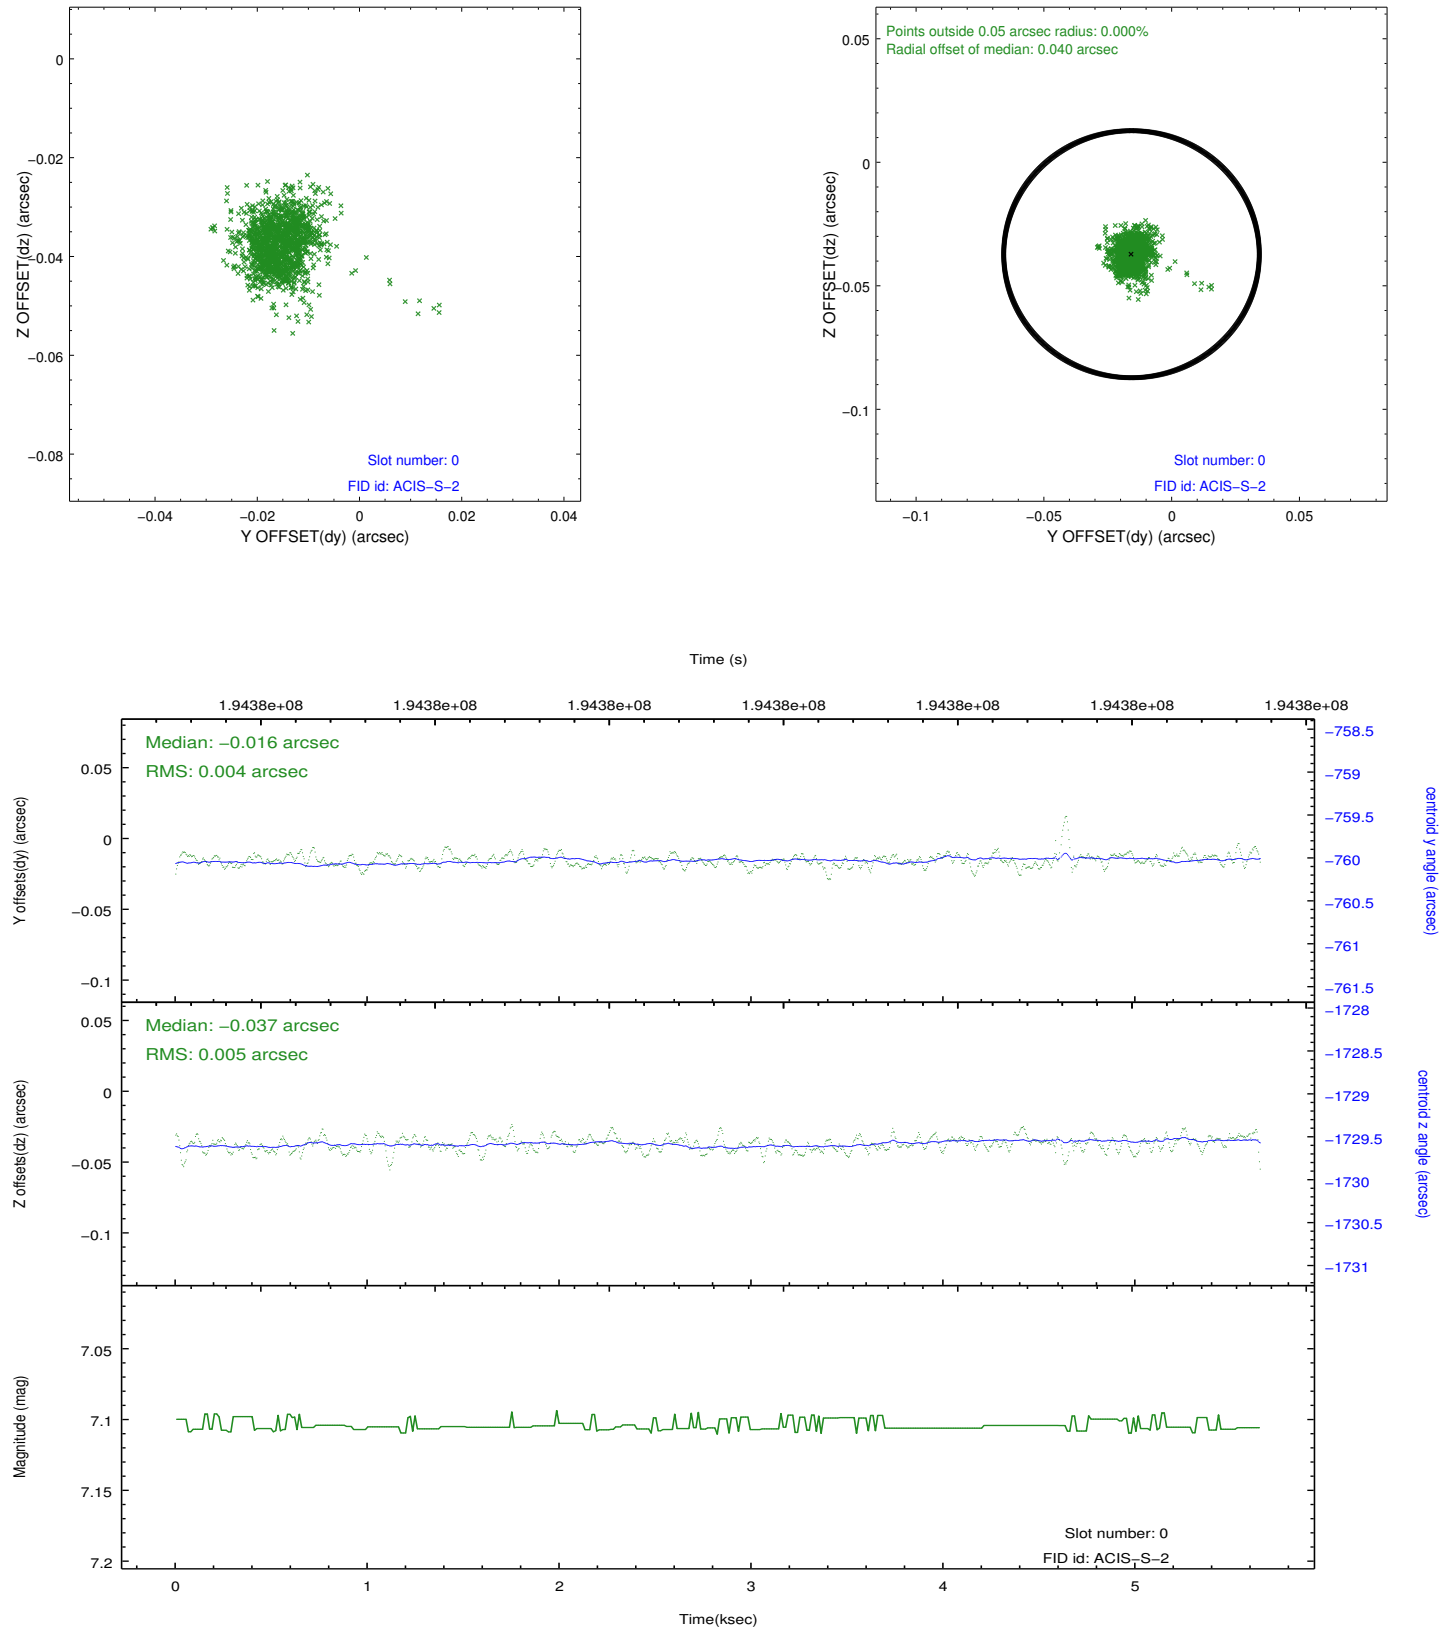 0
−0.02
−0.04
−0.06
−0.08
Z OFFSET(dz) (arcsec)
Slot number: 0
FID id: ACIS−S−2
−0.04 −0.02 0 0.02 0.04
Y OFFSET(dy) (arcsec)
Points outside 0.05 arcsec radius: 0.000%
Radial offset of median: 0.040 arcsec
0.05
0
−0.05
−0.1
Z OFFSET(dz) (arcsec)
Slot number: 0
FID id: ACIS−S−2
−0.1 −0.05 0 0.05
Y OFFSET(dy) (arcsec)
Time (s)
1.9438e+08 1.9438e+08 1.9438e+08 1.9438e+08 1.9438e+08 1.9438e+08 1.9438e+08
Median: −0.016 arcsec
RMS: 0.004 arcsec
0.05
0
−0.05
−0.1
Y offsets(dy) (arcsec)
−758.5
−759
−759.5
−760
−760.5
−761
−761.5
centroid y angle (arcsec)
Median: −0.037 arcsec
RMS: 0.005 arcsec
0.05
0
−0.05
−0.1
Z offsets(dz) (arcsec)
−1728
−1728.5
−1729
−1729.5
−1730
−1730.5
−1731
centroid z angle (arcsec)
7.05
7.1
7.15
7.2
Magnitude (mag)
Slot number: 0
FID id: ACIS−S−2
0 1 2 3 4 5
Time(ksec)